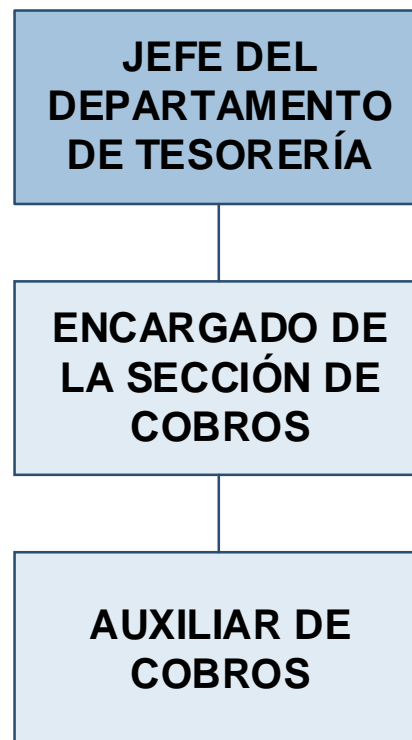 JEFE DEL
DEPARTAMENTO
DE TESORERÍA
ENCARGADO DE
LA SECCIÓN DE
COBROS
AUXILIAR DE
COBROS